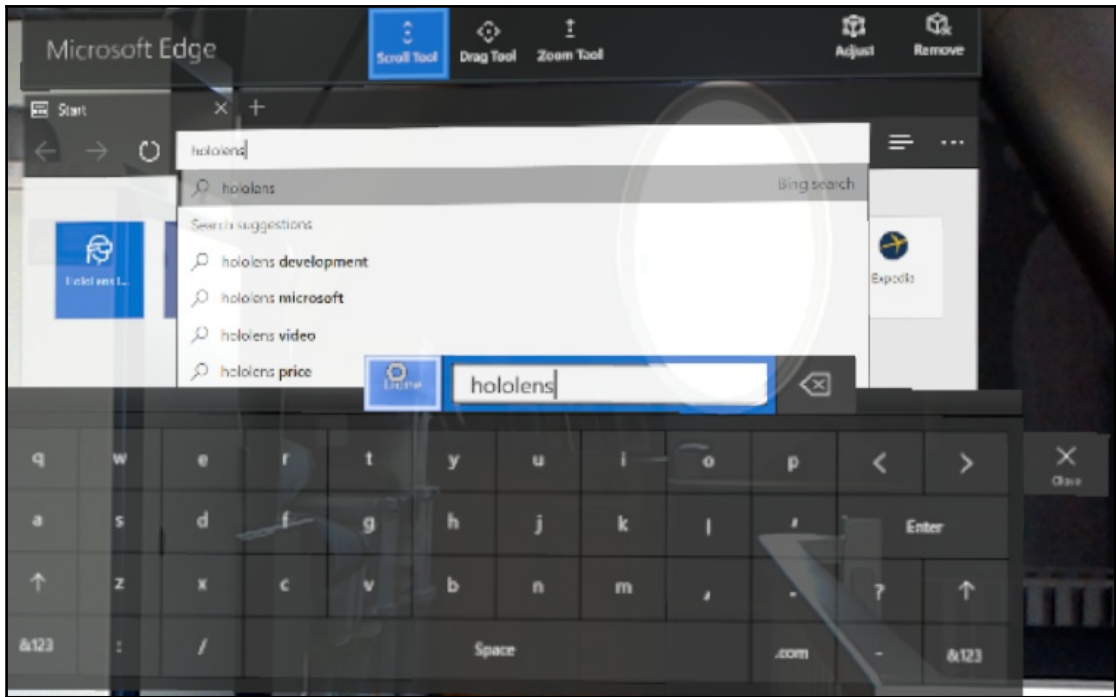 Microsoft Edge
Scroll Tool Drag Tool Zoom Tool Adjust Remove
Start
hololens
hololens Bing search
Search suggestions
hololens development
hololens microsoft
hololens video
hololens price
HoloLens I...
Expedia
Done hololens
q w e r t y u i o p < >
Close
a s d f g h j k l ' Enter
↑ z x c v b n m , . ? ↑
&123 : / Space .com - &123